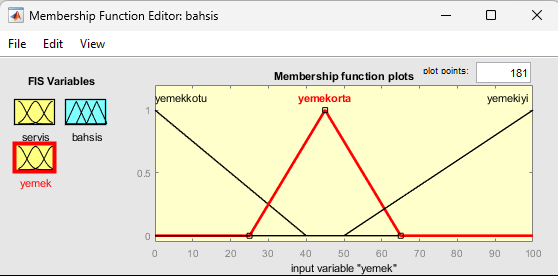 Membership Function Editor: bahsis
File Edit View
FIS Variables
servis
bahsis
yemek
Membership function plots
plot points:
181
yemekkotu
yemekorta
yemekiyi
1
0.5
0
0 10 20 30 40 50 60 70 80 90 100
input variable "yemek"